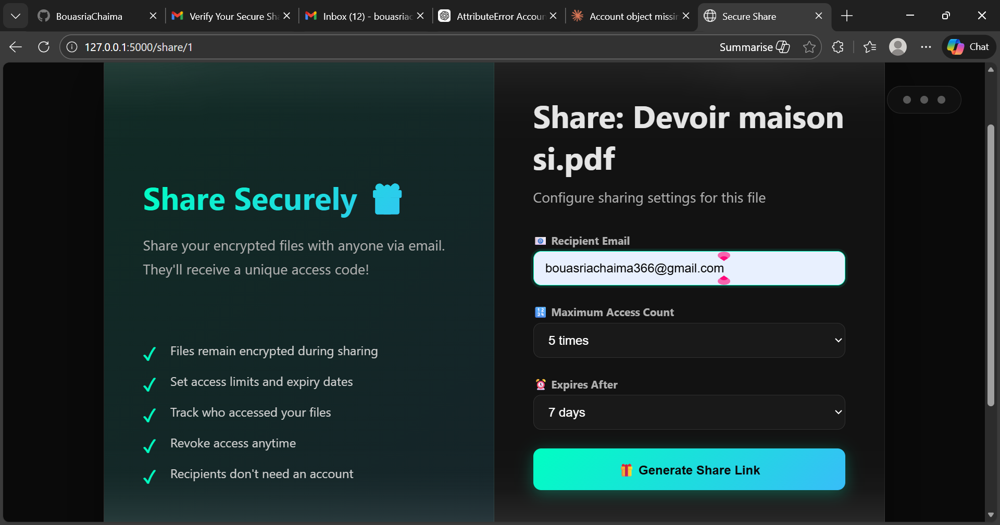 BouasriaChaima
Verify Your Secure Sh
Inbox (12) - bouasriac
AttributeError Accoun
Account object missin
Secure Share
127.0.0.1:5000/share/1
Summarise
Chat
Share Securely
Share your encrypted files with anyone via email.
They'll receive a unique access code!
✓ Files remain encrypted during sharing
✓ Set access limits and expiry dates
✓ Track who accessed your files
✓ Revoke access anytime
✓ Recipients don't need an account
Share: Devoir maison
si.pdf
Configure sharing settings for this file
📧 Recipient Email
bouasriachaima366@gmail.com
🔢 Maximum Access Count
5 times
⏰ Expires After
7 days
🎁 Generate Share Link